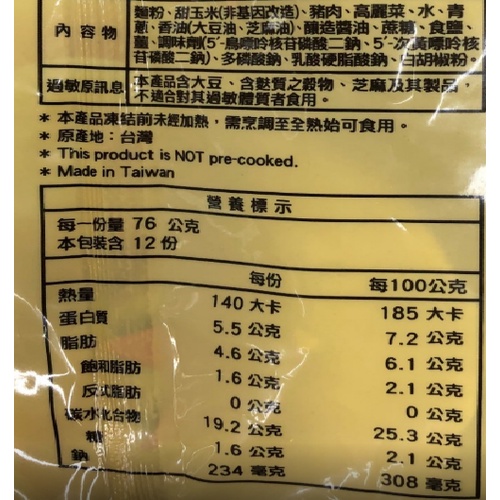 內容物
麵粉、甜玉米(非基因改造)、豬肉、高麗菜、水、青
蔥、香油(大豆油、芝麻油)、釀造醬油、蔗糖、食鹽、
薑、調味劑(5´-鳥嘌呤核苷磷酸二鈉、5´-次黃嘌呤核
苷磷酸二鈉)、多磷酸鈉、乳酸硬脂酸鈉、白胡椒粉。
過敏原訊息
本產品含大豆、含麩質之穀物、芝麻及其製品,
不適合對其過敏體質者食用。
* 本產品凍結前未經加熱,需烹調至全熟始可食用。
* 原產地:台灣
* This product is NOT pre-cooked.
* Made in Taiwan
營養標示
每一份量 76 公克
本包裝含 12 份
每份 每100公克
熱量 140 大卡 185 大卡
蛋白質 5.5 公克 7.2 公克
脂肪 4.6 公克 6.1 公克
飽和脂肪 1.6 公克 2.1 公克
反式脂肪 0 公克 0 公克
碳水化合物 19.2 公克 25.3 公克
糖 1.6 公克 2.1 公克
鈉 234 毫克 308 毫克